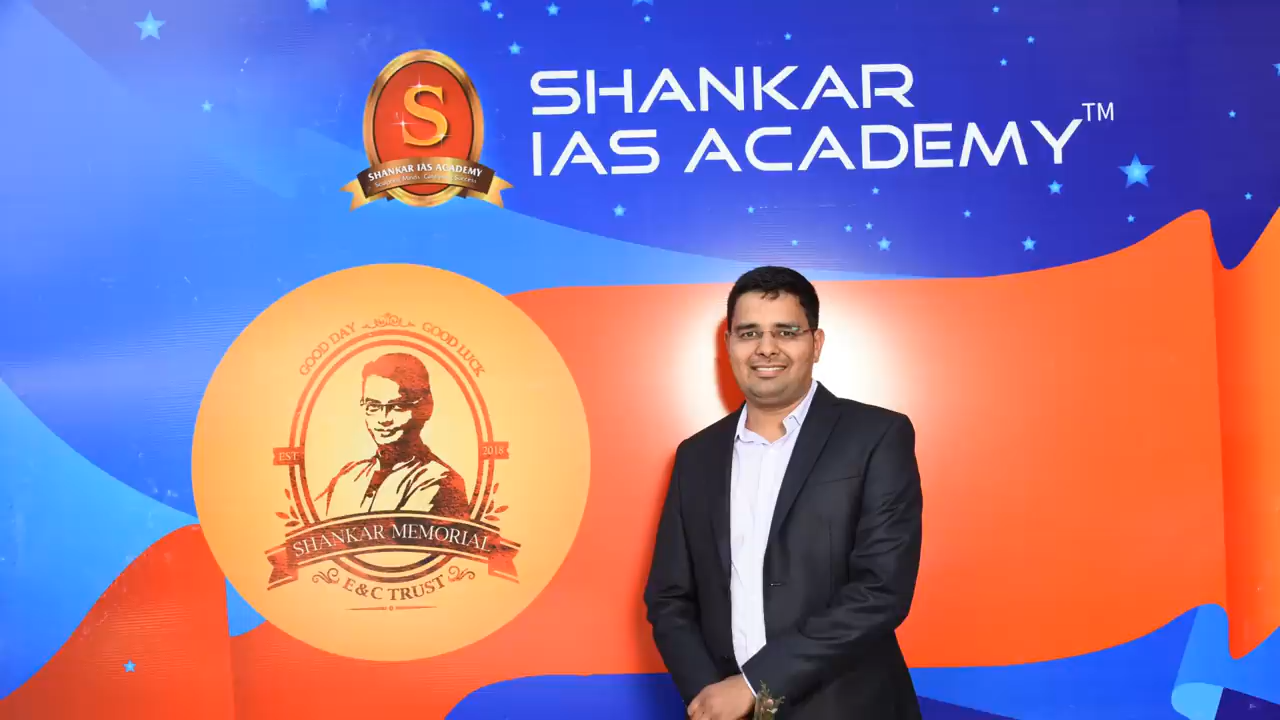 SHANKAR
IAS ACADEMY™
S
SHANKAR IAS ACADEMY
GOOD DAY GOOD LUCK
EST. 2018
SHANKAR MEMORIAL
E&C TRUST